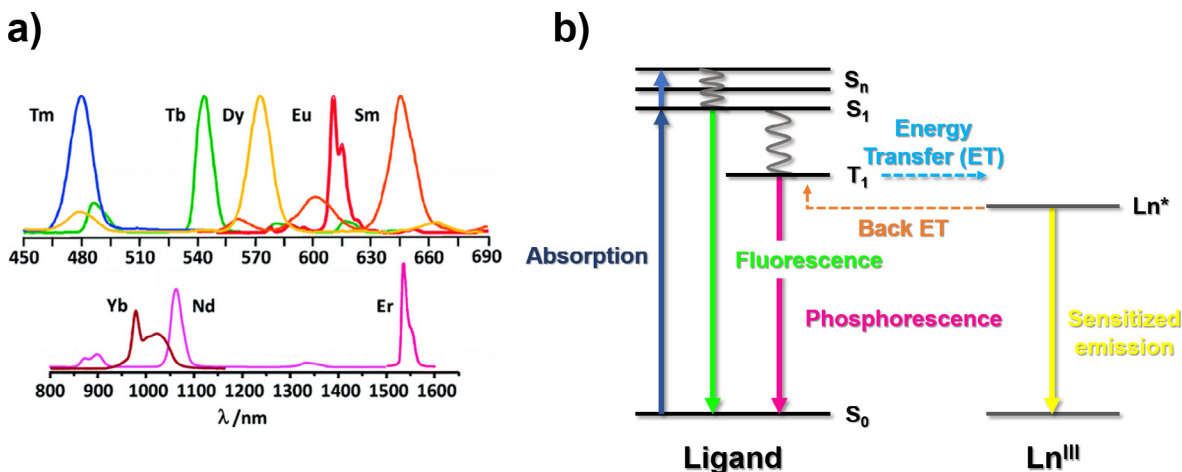 a)
Tm
Tb
Dy
Eu
Sm
450 480 510 540 570 600 630 660 690
Yb
Nd
Er
800 900 1000 1100 1200 1300 1400 1500 1600
λ /nm
b)
Sn
S1
Energy
Transfer (ET)
T1
Ln*
Back ET
Absorption
Fluorescence
Phosphorescence
Sensitized
emission
S0
Ligand
LnIII